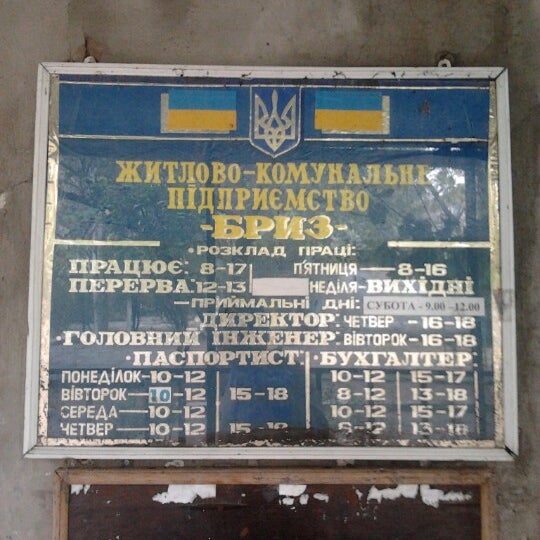 ЖИТЛОВО-КОМУНАЛЬНЕ
ПІДПРИЄМСТВО
-БРИЗ-
·РОЗКЛАД ПРАЦІ:
ПРАЦЮЄ: 8-17 П'ЯТНИЦЯ — 8-16
ПЕРЕРВА: 12-13 НЕДІЛЯ- ВИХІДНІ
—ПРИЙМАЛЬНІ ДНІ: СУБОТА - 9.00 -12.00
ДИРЕКТОР: ЧЕТВЕР -16-18
·ГОЛОВНИЙ ІНЖЕНЕР: ВІВТОРОК -16-18
·ПАСПОРТИСТ: ·БУХГАЛТЕР:
ПОНЕДІЛОК-10-12 10-12 15-17
ВІВТОРОК-10-12 15-18 8-12 13-18
СЕРЕДА -10-12 10-12 15-17
ЧЕТВЕР -10-12 15-18 13-18